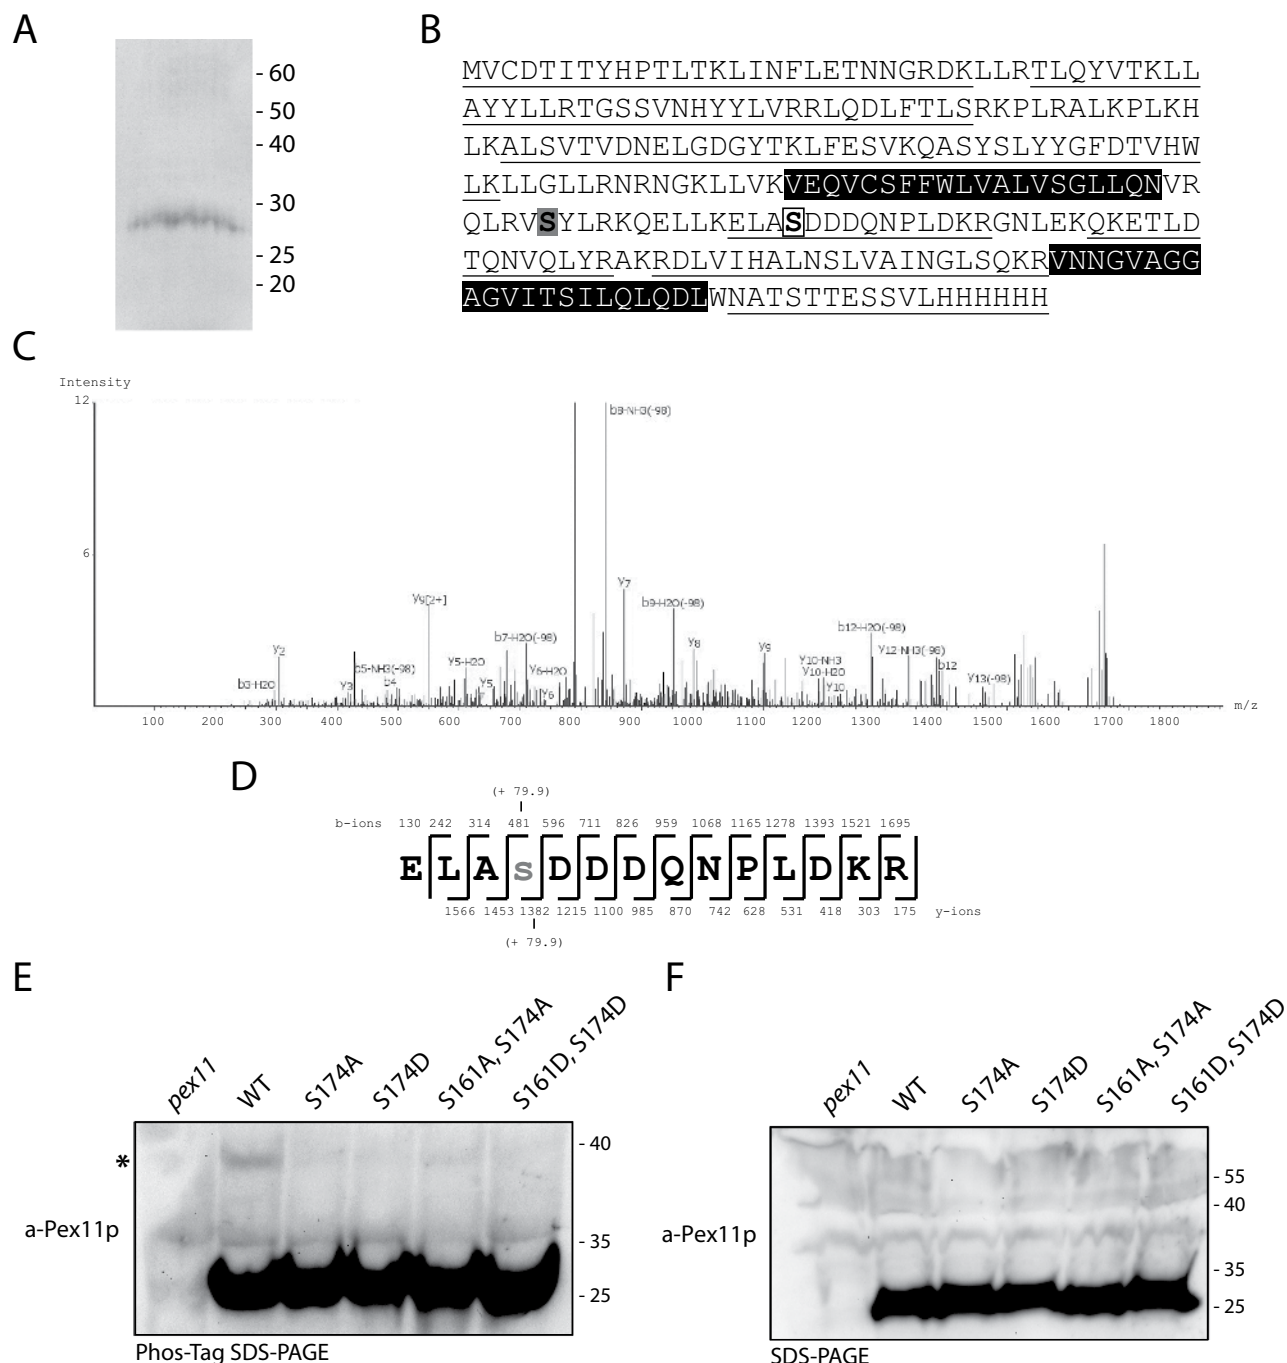 A
- 60
- 50
- 40
- 30
- 25
- 20
B
MVCDTITYHPTLTKLINFLETNNGRDKLLRTLQYVTKLL
AYYLLRTGSSVNHYYLVRRLQDLFTLSRKPLRALKPLKH
LKALSVTVDNELGDGYTKLFESVKQASYSLYYGFDTVHW
LKLLGLLRNRNGKLLVKVEQVCSFFWLVALVSGLLQNVR
QLRVSYLRKQELLKELASDDDQNPLDKRGNLEKQKETLD
TQNVQLYRAKRDLVIHALNSLVAINGLSQKRVNNGVAGG
AGVITSILQLQDLWNATSTTESSVLHHHHHH
C
Intensity
12
6
b3-H2O
y2
y3
b5-NH3(-98)
b4
y9[2+]
y5-H2O
y5
b7-H2O(-98)
y6-H2O
y6
b8-NH3(-98)
y7
b9-H2O(-98)
y8
y9
y10-NH3
y10-H2O
y10
b12-H2O(-98)
y12-NH3(-98)
b12
y13(-98)
100 200 300 400 500 600 700 800 900 1000 1100 1200 1300 1400 1500 1600 1700 1800
m/z
D
(+ 79.9)
b-ions 130 242 314 481 596 711 826 959 1068 1165 1278 1393 1521 1695
E L A s D D D Q N P L D K R
1566 1453 1382 1215 1100 985 870 742 628 531 418 303 175 y-ions
(+ 79.9)
E
pex11 WT S174A S174D S161A, S174A S161D, S174D
*
- 40
a-Pex11p
- 35
- 25
Phos-Tag SDS-PAGE
F
pex11 WT S174A S174D S161A, S174A S161D, S174D
- 55
- 40
a-Pex11p
- 35
- 25
SDS-PAGE